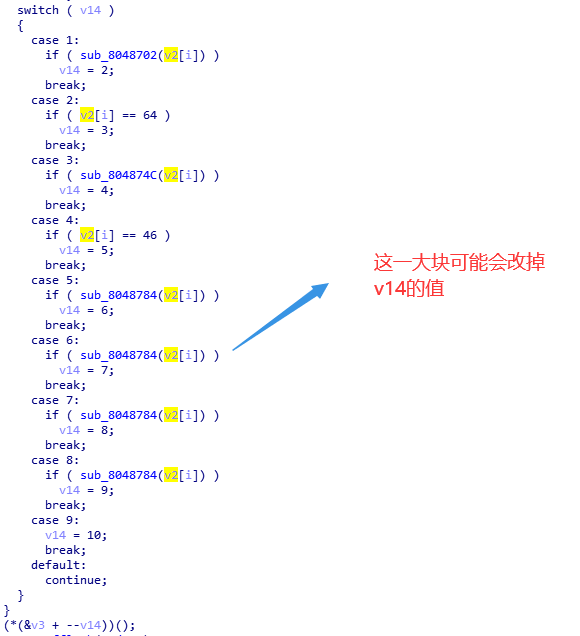 switch ( v14 )
{
case 1:
if ( sub_8048702(v2[i]) )
v14 = 2;
break;
case 2:
if ( v2[i] == 64 )
v14 = 3;
break;
case 3:
if ( sub_804874C(v2[i]) )
v14 = 4;
break;
case 4:
if ( v2[i] == 46 )
v14 = 5;
break;
case 5:
if ( sub_8048784(v2[i]) )
v14 = 6;
break;
case 6:
if ( sub_8048784(v2[i]) )
v14 = 7;
break;
case 7:
if ( sub_8048784(v2[i]) )
v14 = 8;
break;
case 8:
if ( sub_8048784(v2[i]) )
v14 = 9;
break;
case 9:
v14 = 10;
break;
default:
continue;
}
}
(*(&v3 + --v14))();
这一大块可能会改掉
v14的值